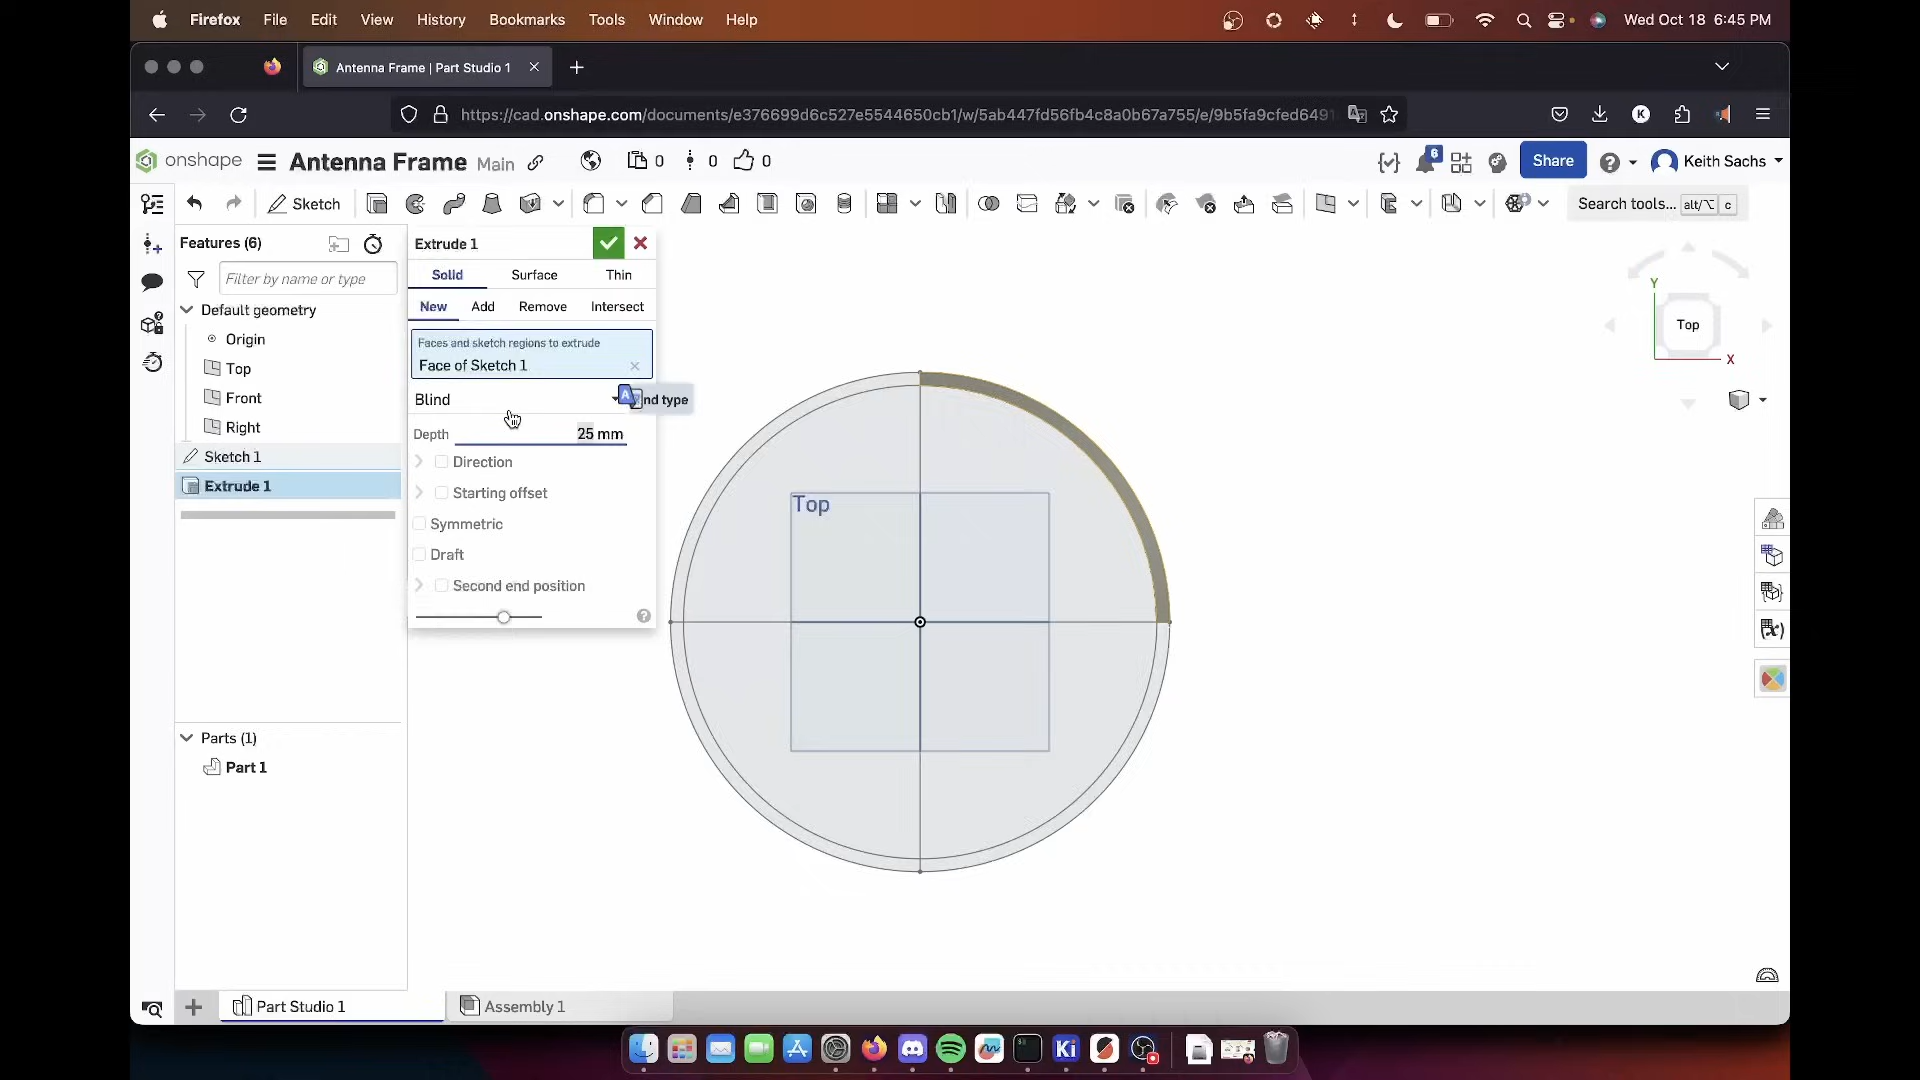 Firefox File Edit View History Bookmarks Tools Window Help Wed Oct 18 6:45 PM
Antenna Frame | Part Studio 1
https://cad.onshape.com/documents/e376699d6c527e5544650cb1/w/5ab447fd56fb4c8a0b67a755/e/9b5fa9cfed6491
K
onshape Antenna Frame Main 0 0 0 6 Share Keith Sachs
Sketch Search tools... alt/⌥ c
Features (6)
Filter by name or type
Default geometry
Origin
Top
Front
Right
Sketch 1
Extrude 1
Parts (1)
Part 1
Extrude 1
Solid Surface Thin
New Add Remove Intersect
Faces and sketch regions to extrude
Face of Sketch 1
Blind nd type
Depth 25 mm
Direction
Starting offset
Symmetric
Draft
Second end position
Top
Y
Top
X
Part Studio 1 Assembly 1
Ki